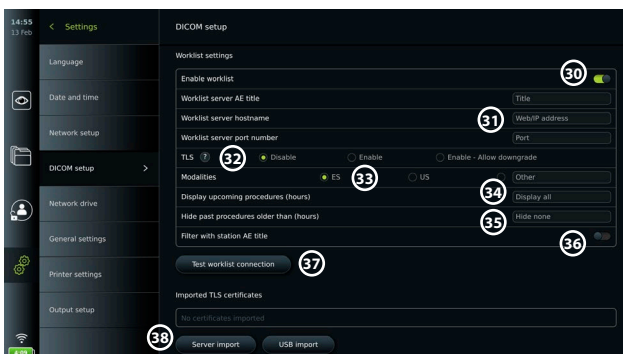 14:55
13 Feb
< Settings
DICOM setup
Language
Date and time
Network setup
DICOM setup >
Network drive
General settings
Printer settings
Output setup
4:09
Worklist settings
Enable worklist 30
Worklist server AE title Title
Worklist server hostname 31 Web/IP address
Worklist server port number Port
TLS ? 32 Disable Enable Enable - Allow downgrade
Modalities ES 33 US Other
Display upcoming procedures (hours) 34 Display all
Hide past procedures older than (hours) 35 Hide none
Filter with station AE title 36
Test worklist connection 37
Imported TLS certificates
No certificates imported
38 Server import USB import